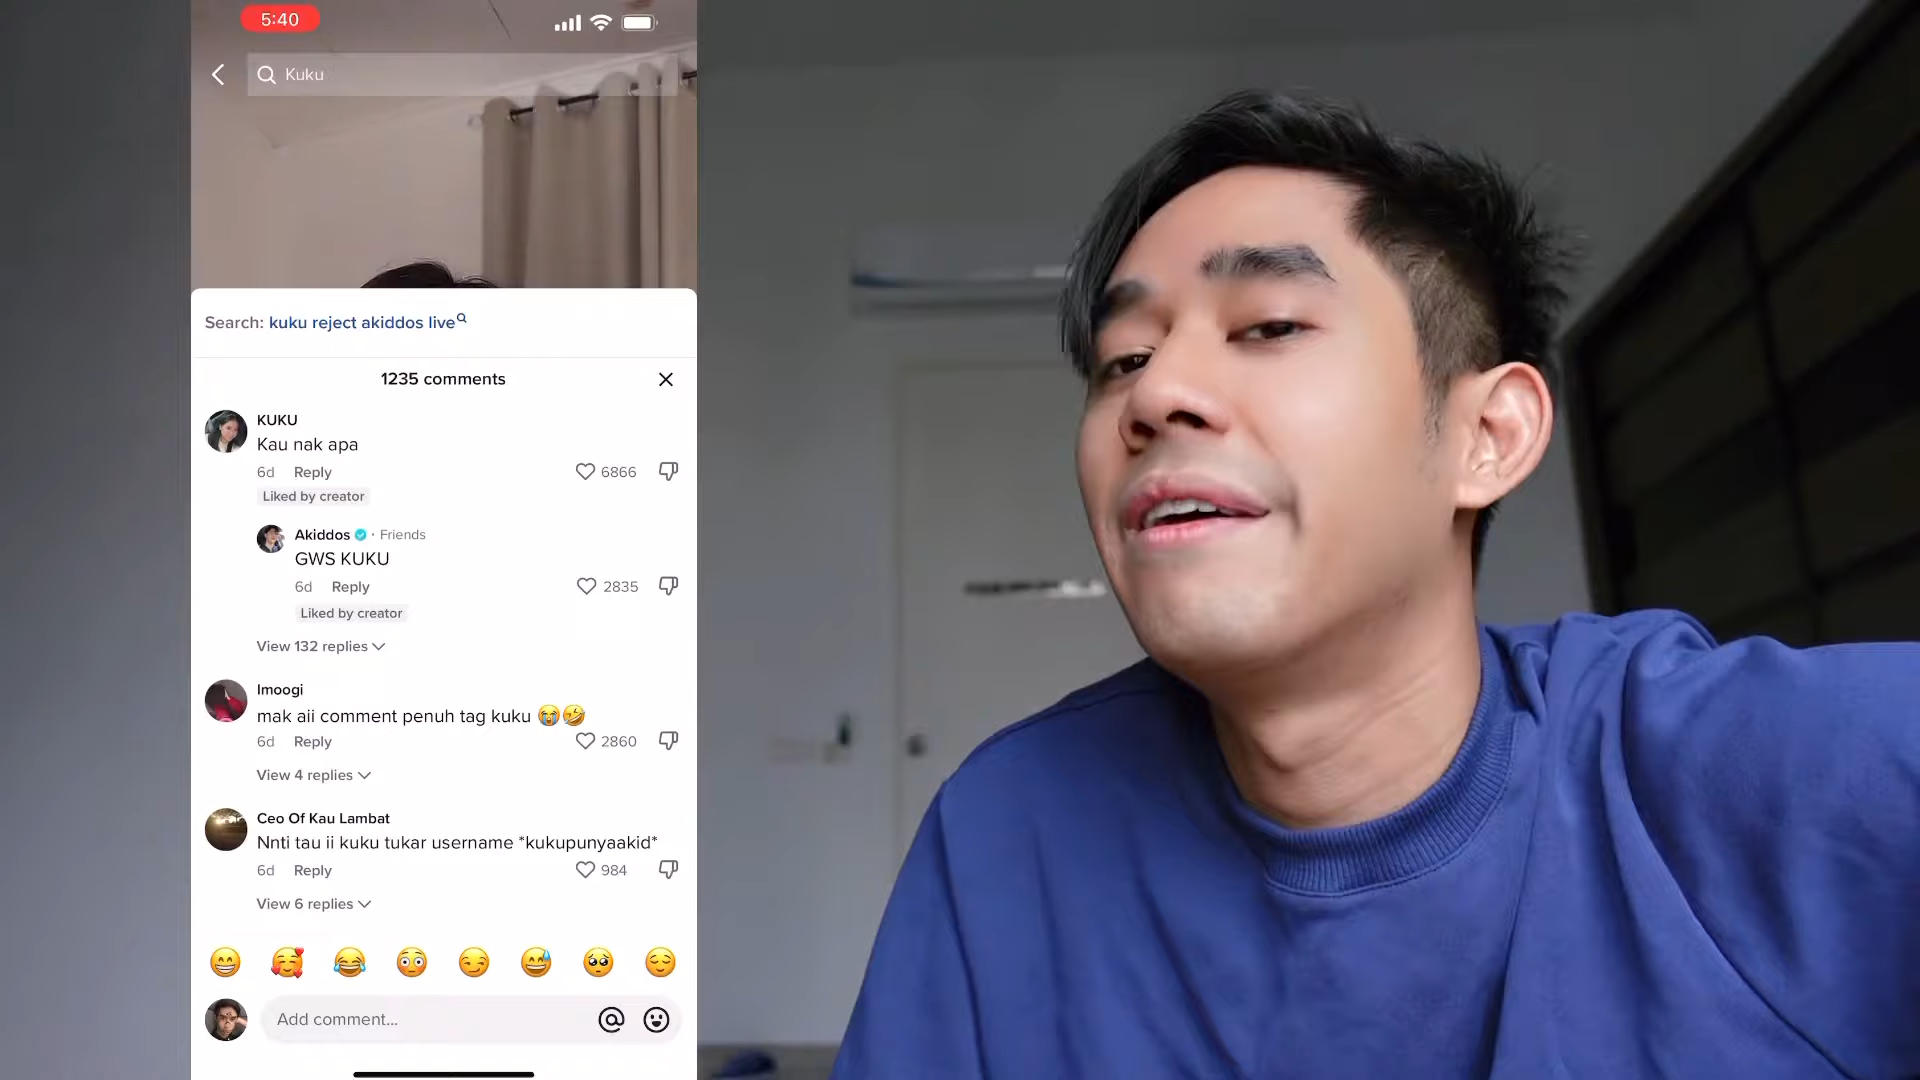 5:40
Kuku
Search: kuku reject akiddos live
1235 comments
KUKU
Kau nak apa
6d Reply 6866
Liked by creator
Akiddos · Friends
GWS KUKU
6d Reply 2835
Liked by creator
View 132 replies
Imoogi
mak aii comment penuh tag kuku 😭🤣
6d Reply 2860
View 4 replies
Ceo Of Kau Lambat
Nnti tau ii kuku tukar username *kukupunyaakid*
6d Reply 984
View 6 replies
Add comment...